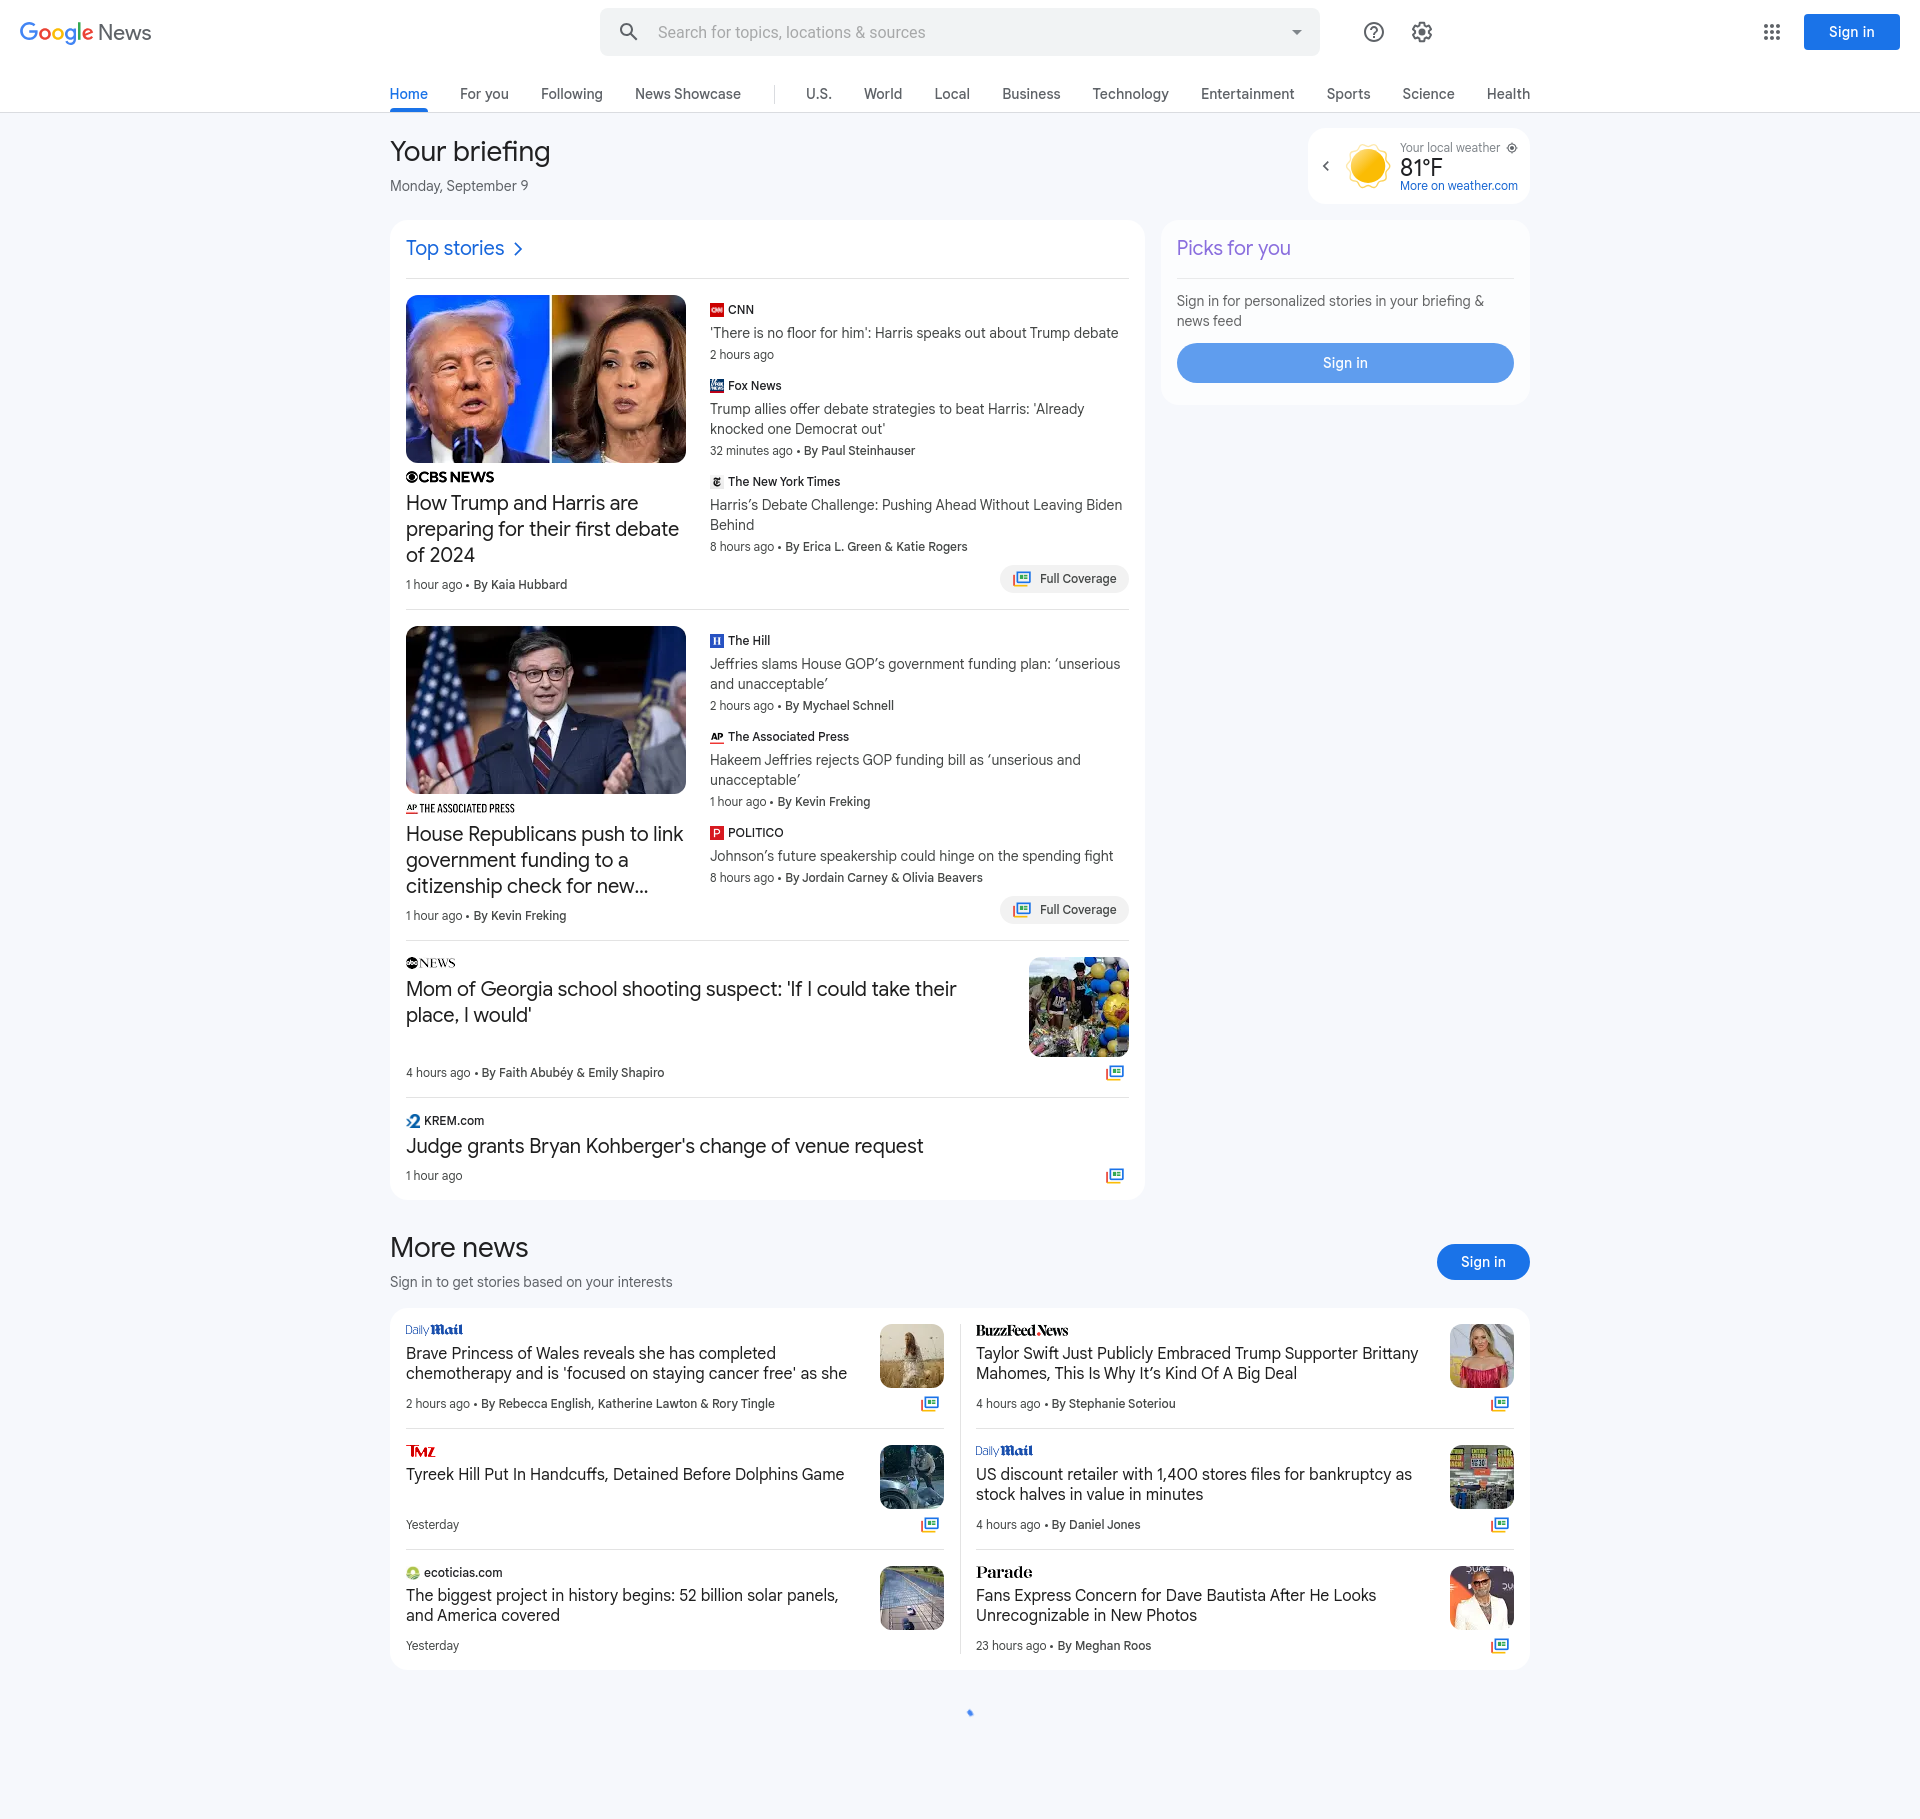 Google News
Search for topics, locations & sources
Sign in
Home
For you
Following
News Showcase
U.S.
World
Local
Business
Technology
Entertainment
Sports
Science
Health
Your briefing
Monday, September 9
Your local weather
81°F
More on weather.com
Top stories
CBS NEWS
How Trump and Harris are
preparing for their first debate
of 2024
1 hour ago • By Kaia Hubbard
CNN
'There is no floor for him': Harris speaks out about Trump debate
2 hours ago
Fox News
Trump allies offer debate strategies to beat Harris: 'Already
knocked one Democrat out'
32 minutes ago • By Paul Steinhauser
The New York Times
Harris’s Debate Challenge: Pushing Ahead Without Leaving Biden
Behind
8 hours ago • By Erica L. Green & Katie Rogers
Full Coverage
AP THE ASSOCIATED PRESS
House Republicans push to link
government funding to a
citizenship check for new...
1 hour ago • By Kevin Freking
The Hill
Jeffries slams House GOP’s government funding plan: ‘unserious
and unacceptable’
2 hours ago • By Mychael Schnell
AP The Associated Press
Hakeem Jeffries rejects GOP funding bill as ‘unserious and
unacceptable’
1 hour ago • By Kevin Freking
POLITICO
Johnson’s future speakership could hinge on the spending fight
8 hours ago • By Jordain Carney & Olivia Beavers
Full Coverage
abc NEWS
Mom of Georgia school shooting suspect: 'If I could take their
place, I would'
4 hours ago • By Faith Abubéy & Emily Shapiro
KREM.com
Judge grants Bryan Kohberger's change of venue request
1 hour ago
Picks for you
Sign in for personalized stories in your briefing &
news feed
Sign in
More news
Sign in to get stories based on your interests
Sign in
Daily Mail
Brave Princess of Wales reveals she has completed
chemotherapy and is 'focused on staying cancer free' as she
2 hours ago • By Rebecca English, Katherine Lawton & Rory Tingle
TMZ
Tyreek Hill Put In Handcuffs, Detained Before Dolphins Game
Yesterday
ecoticias.com
The biggest project in history begins: 52 billion solar panels,
and America covered
Yesterday
BuzzFeed.News
Taylor Swift Just Publicly Embraced Trump Supporter Brittany
Mahomes, This Is Why It’s Kind Of A Big Deal
4 hours ago • By Stephanie Soteriou
Daily Mail
US discount retailer with 1,400 stores files for bankruptcy as
stock halves in value in minutes
4 hours ago • By Daniel Jones
Parade
Fans Express Concern for Dave Bautista After He Looks
Unrecognizable in New Photos
23 hours ago • By Meghan Roos